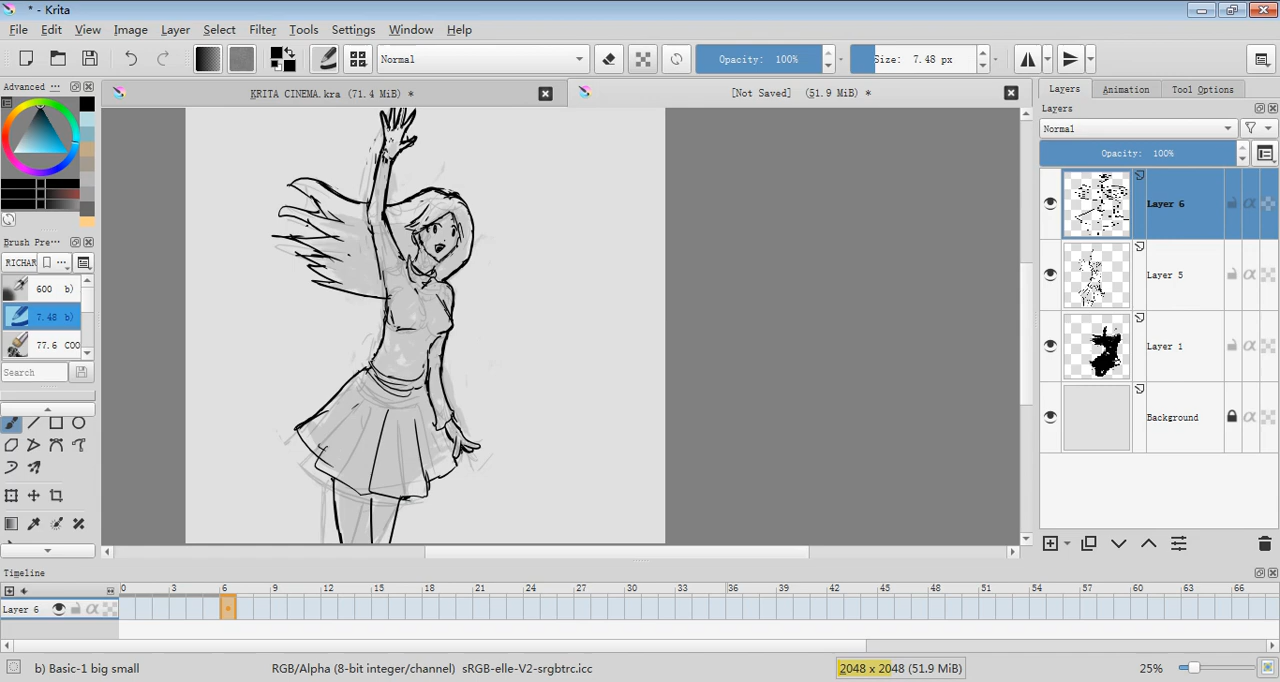 * - Krita
File Edit View Image Layer Select Filter Tools Settings Window Help
Normal Opacity: 100% Size: 7.48 px
Advanced ... KRITA CINEMA.kra (71.4 MiB) * [Not Saved] (51.9 MiB) * Layers Animation Tool Options
Layers
Normal
Opacity: 100%
Layer 6
Brush Pre...
RICHAR
600 b)
Layer 5
7.48 b)
77.6 COO
Layer 1
Search
Background
Timeline
0 3 6 9 12 15 18 21 24 27 30 33 36 39 42 45 48 51 54 57 60 63 66
Layer 6
b) Basic-1 big small RGB/Alpha (8-bit integer/channel) sRGB-elle-V2-srgbtrc.icc 2048 x 2048 (51.9 MiB) 25%